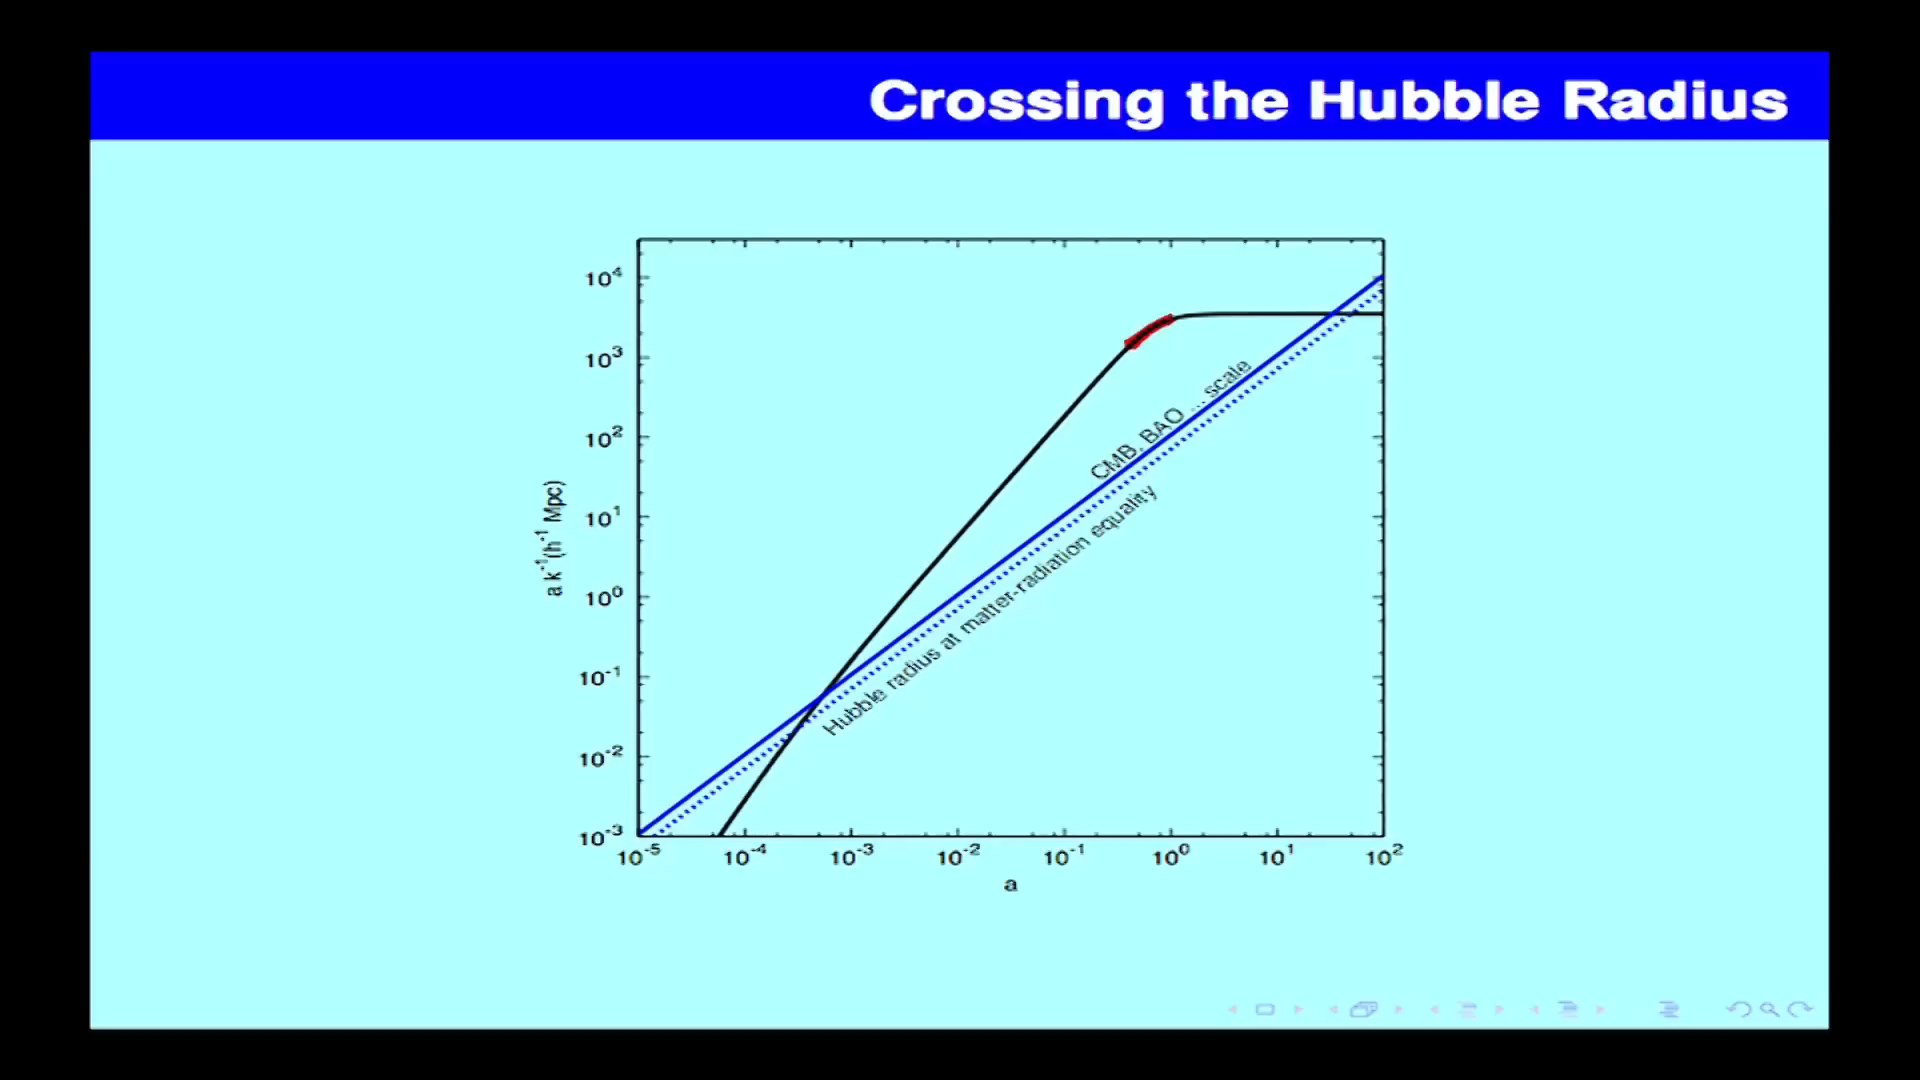 Crossing the Hubble Radius
10⁴
10³
10²
10¹
10⁰
10⁻¹
10⁻²
10⁻³
a k⁻¹(h⁻¹ Mpc)
CMB, BAO ... scale
Hubble radius at matter-radiation equality
10⁻⁵ 10⁻⁴ 10⁻³ 10⁻² 10⁻¹ 10⁰ 10¹ 10²
a